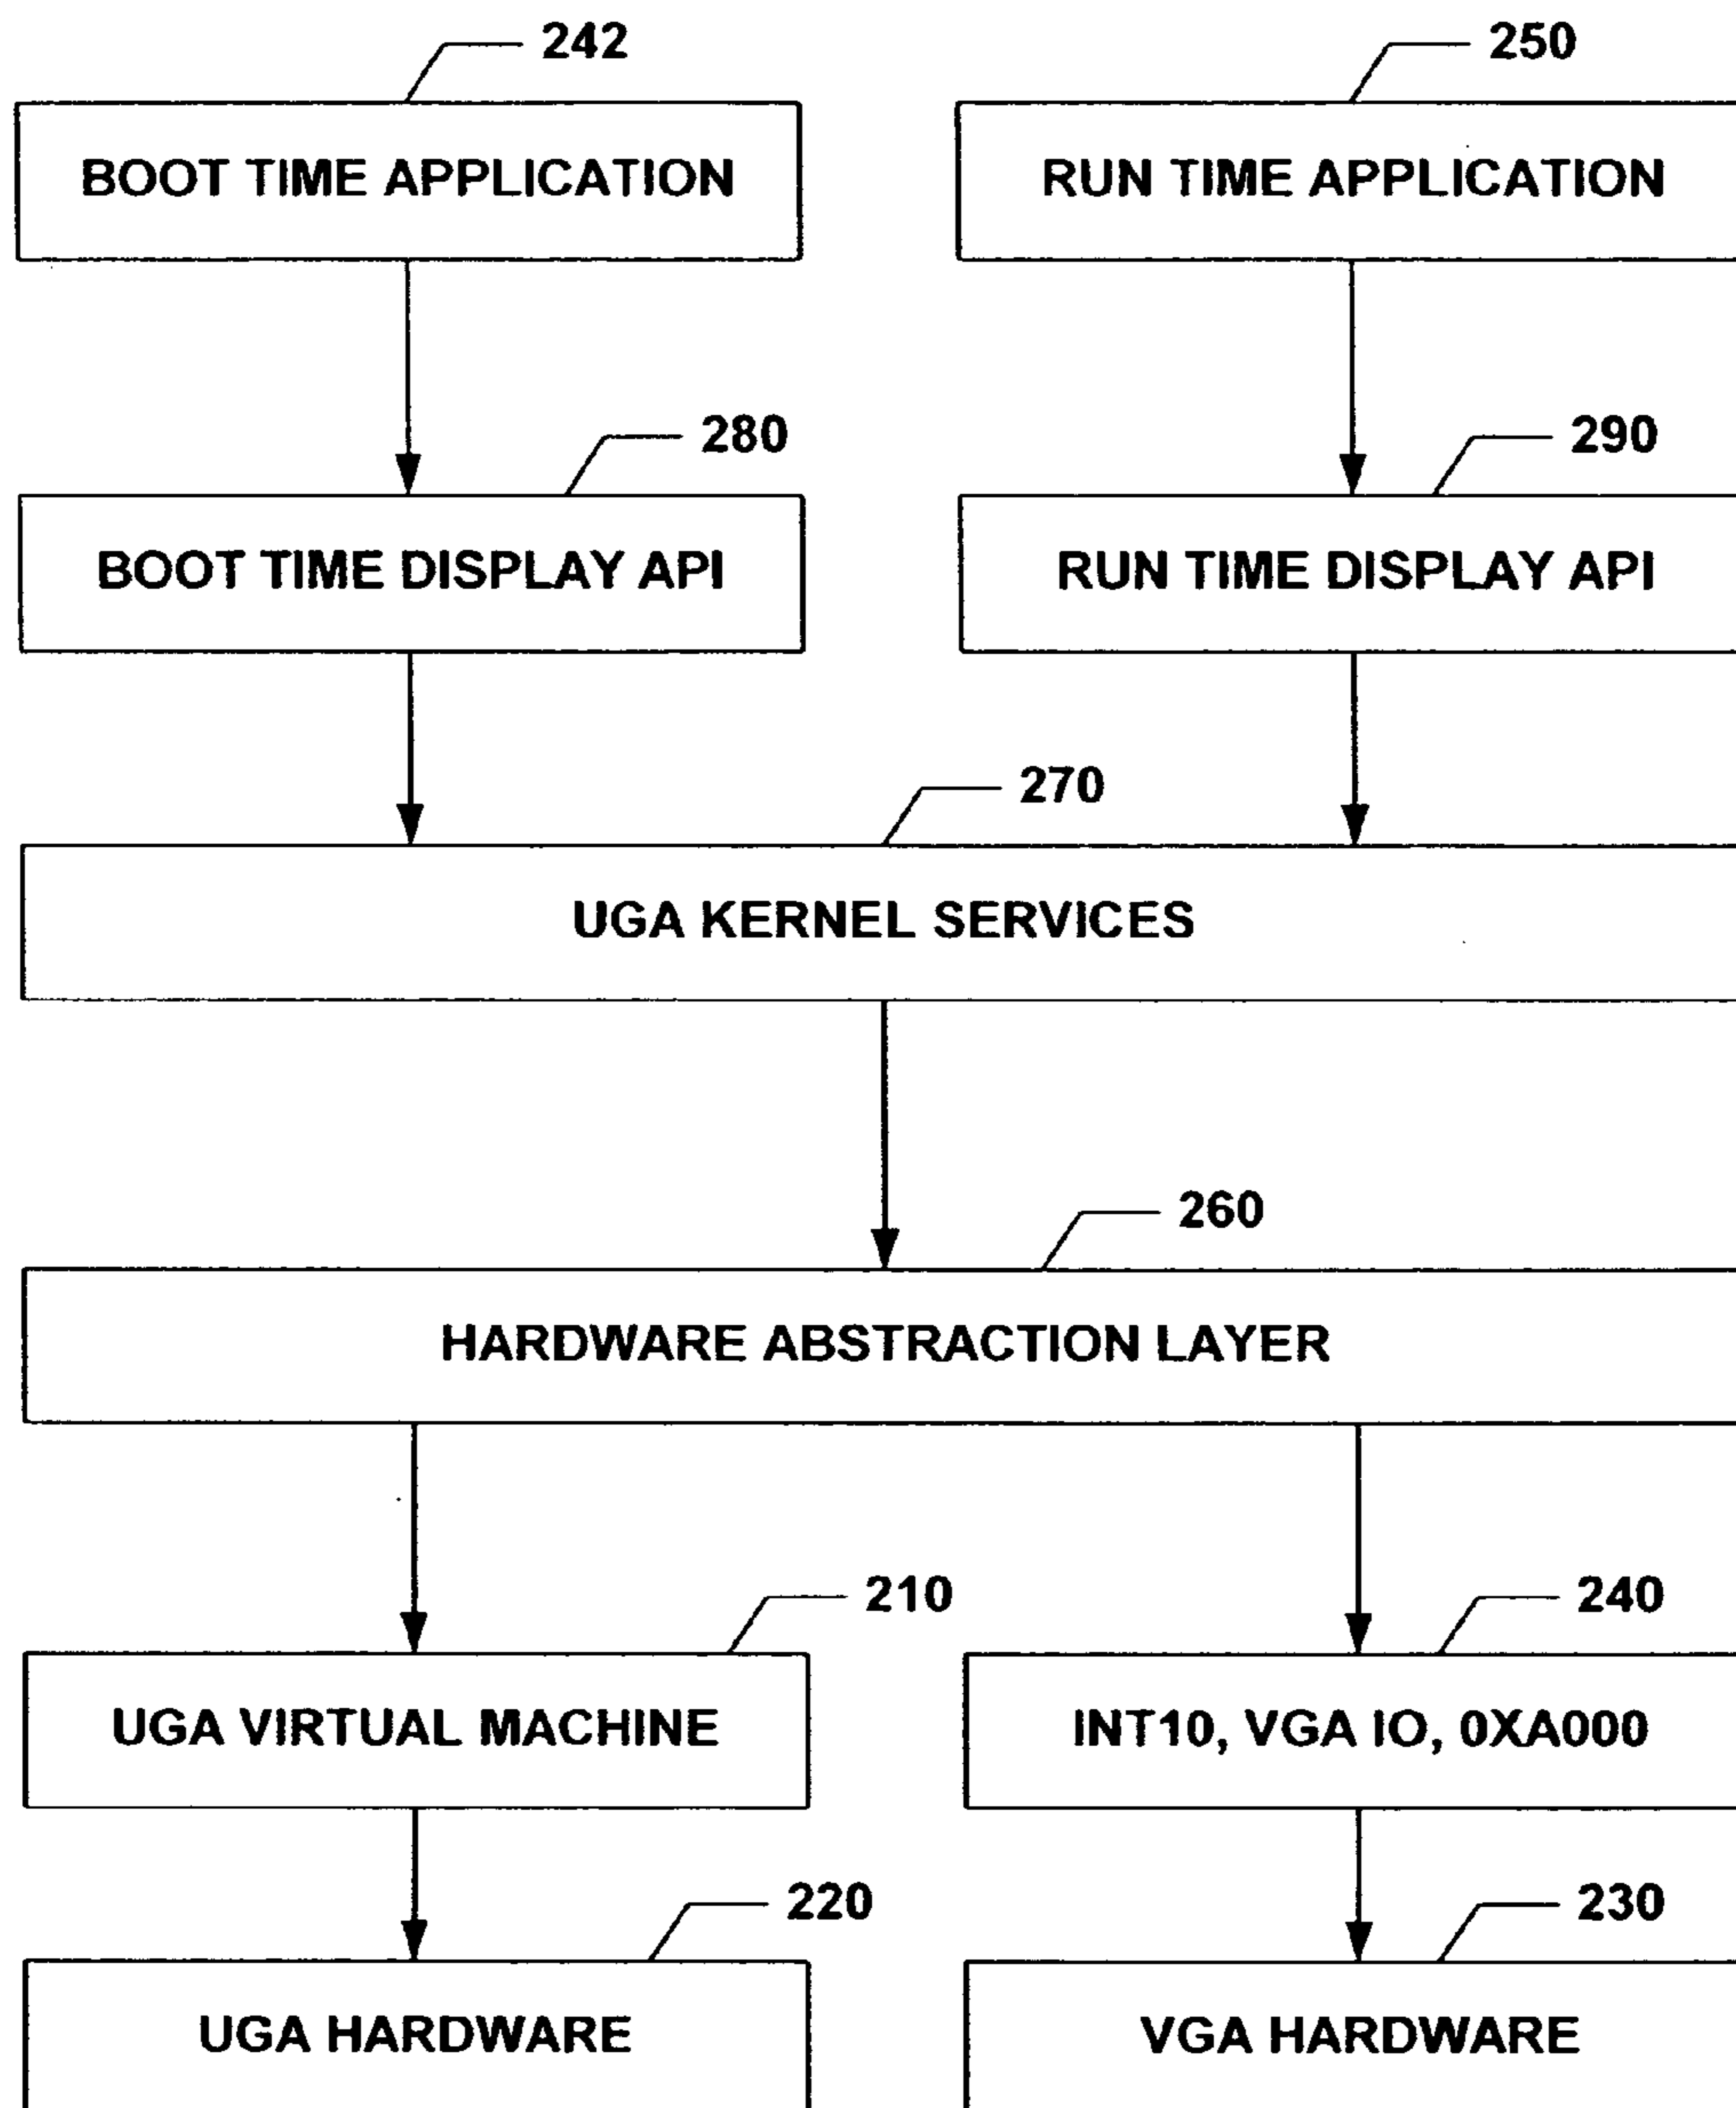 242
250
BOOT TIME APPLICATION
RUN TIME APPLICATION
280
290
BOOT TIME DISPLAY API
RUN TIME DISPLAY API
270
UGA KERNEL SERVICES
260
HARDWARE ABSTRACTION LAYER
210
240
UGA VIRTUAL MACHINE
INT10, VGA IO, 0XA000
220
230
UGA HARDWARE
VGA HARDWARE